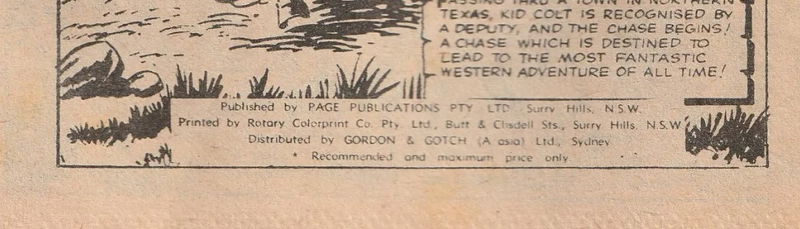 PASSING THRU A TOWN IN NORTHERN
TEXAS, KID COLT IS RECOGNISED BY
A DEPUTY, AND THE CHASE BEGINS!
A CHASE WHICH IS DESTINED TO
LEAD TO THE MOST FANTASTIC
WESTERN ADVENTURE OF ALL TIME!
Published by PAGE PUBLICATIONS PTY LTD Surry Hills, N.S.W.
Printed by Rotary Colorprint Co. Pty. Ltd., Butt & Clisdell Sts., Surry Hills, N.S.W.
Distributed by GORDON & GOTCH (A'asia) Ltd., Sydney
* Recommended and maximum price only.